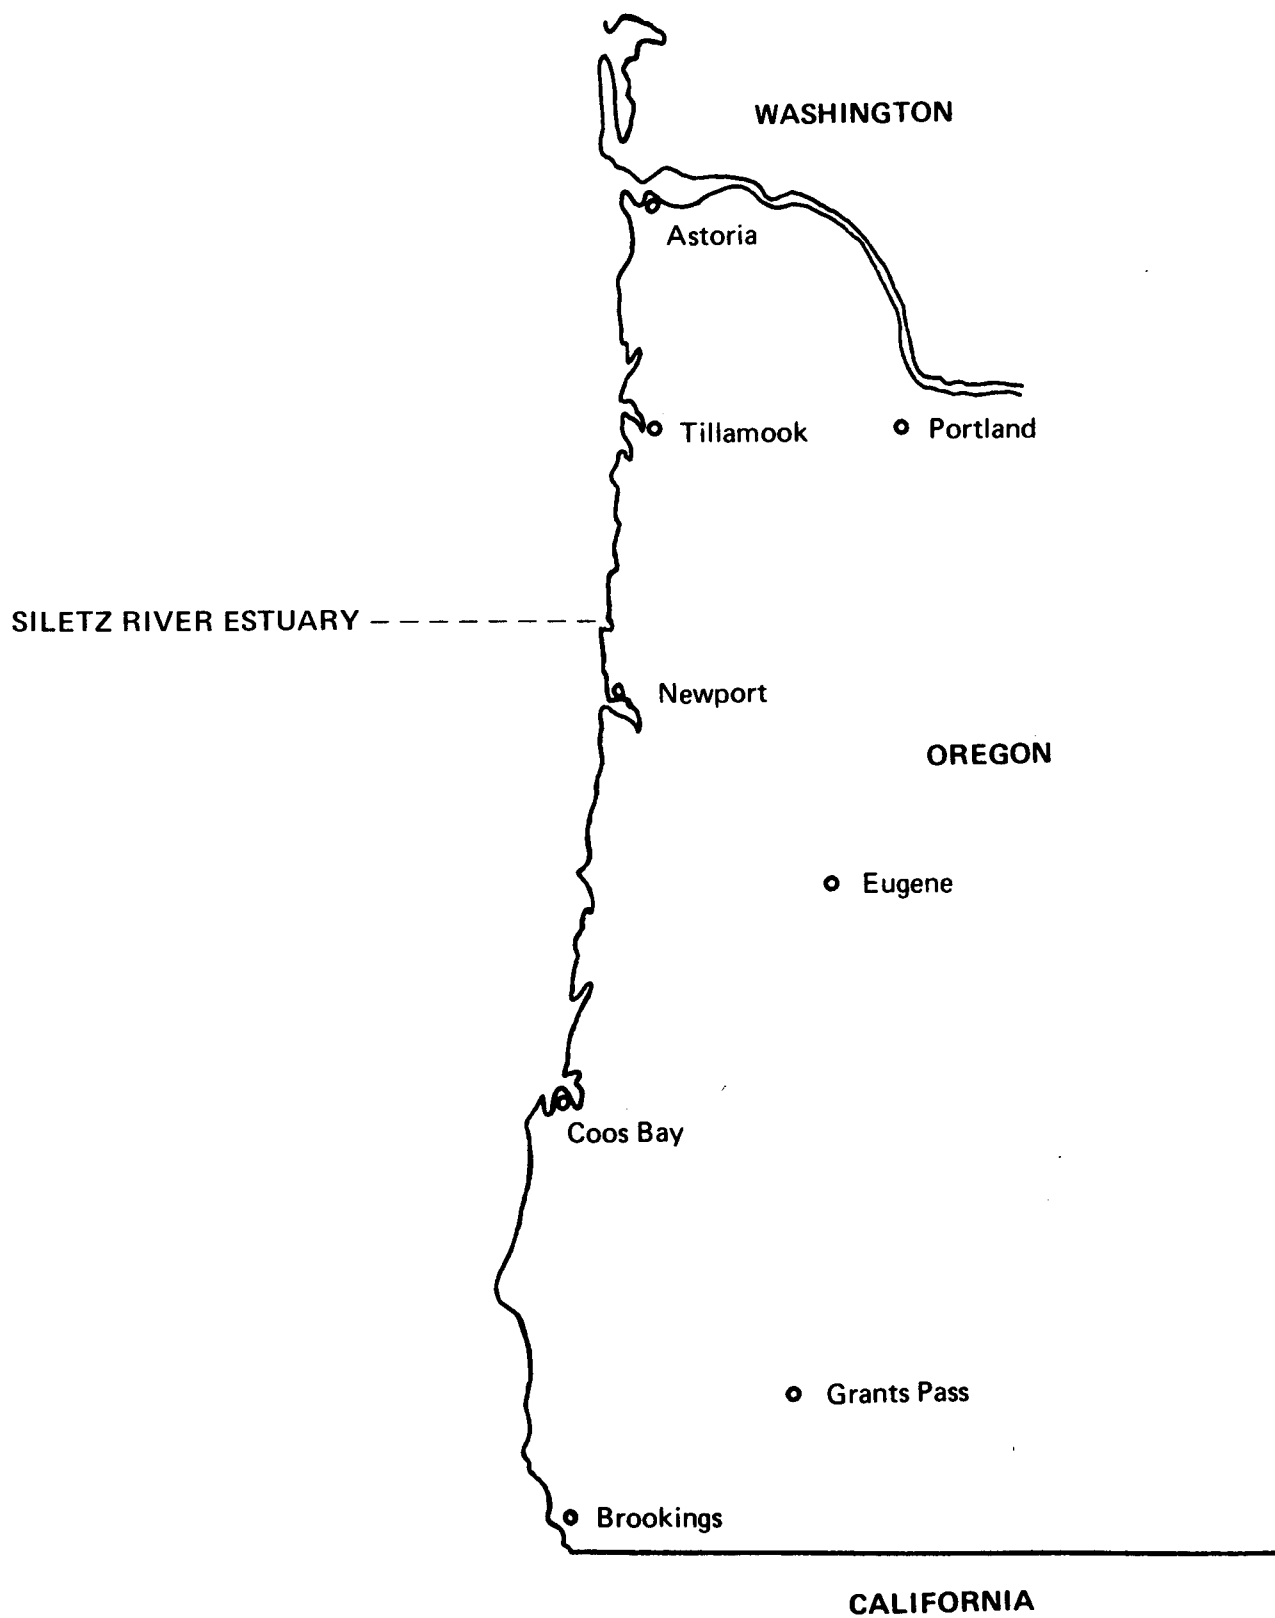 WASHINGTON
Astoria
Tillamook
Portland
SILETZ RIVER ESTUARY
Newport
OREGON
Eugene
Coos Bay
Grants Pass
Brookings
CALIFORNIA